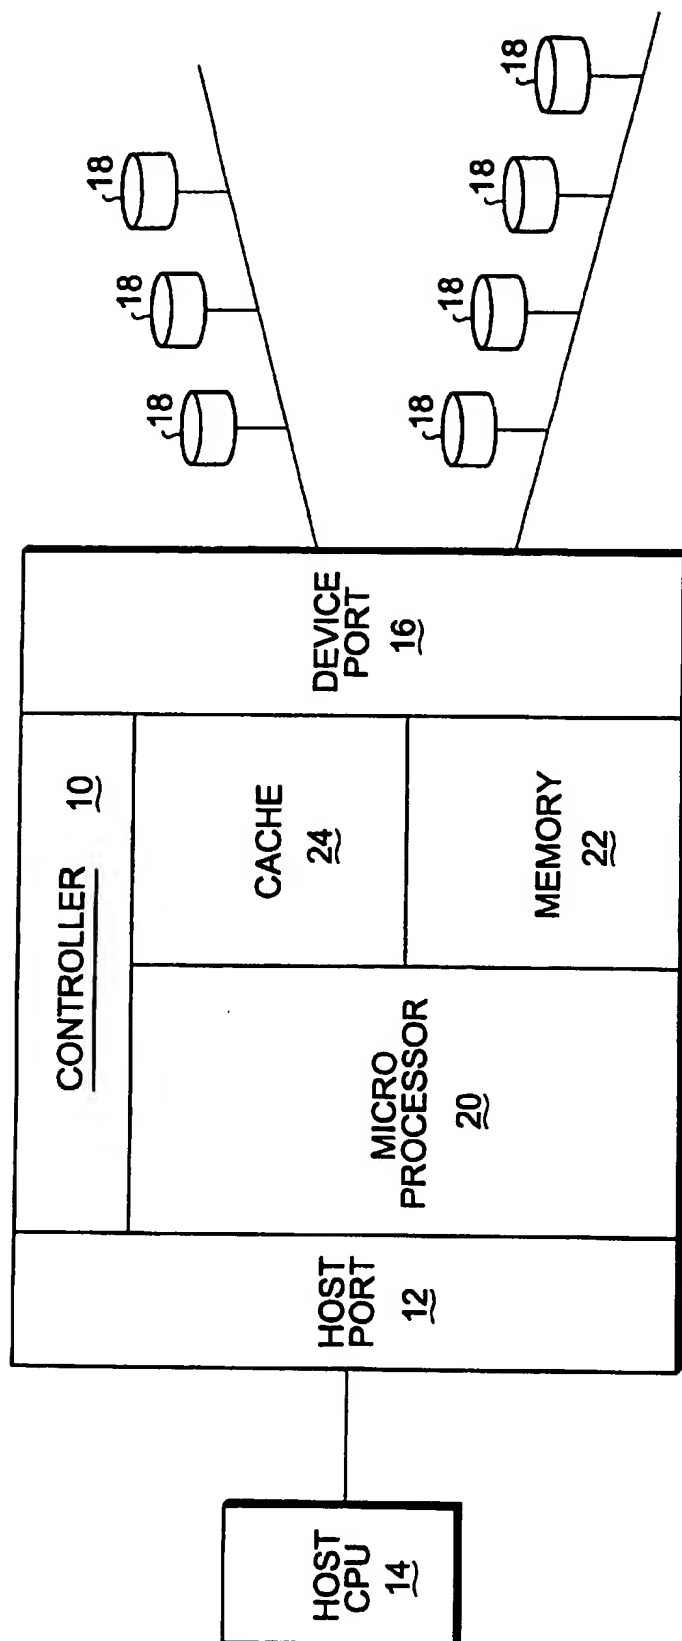 HOST
CPU
14
HOST
PORT
12
CONTROLLER 10
MICRO
PROCESSOR
20
CACHE
24
MEMORY
22
DEVICE
PORT
16
18
18
18
18
18
18
18